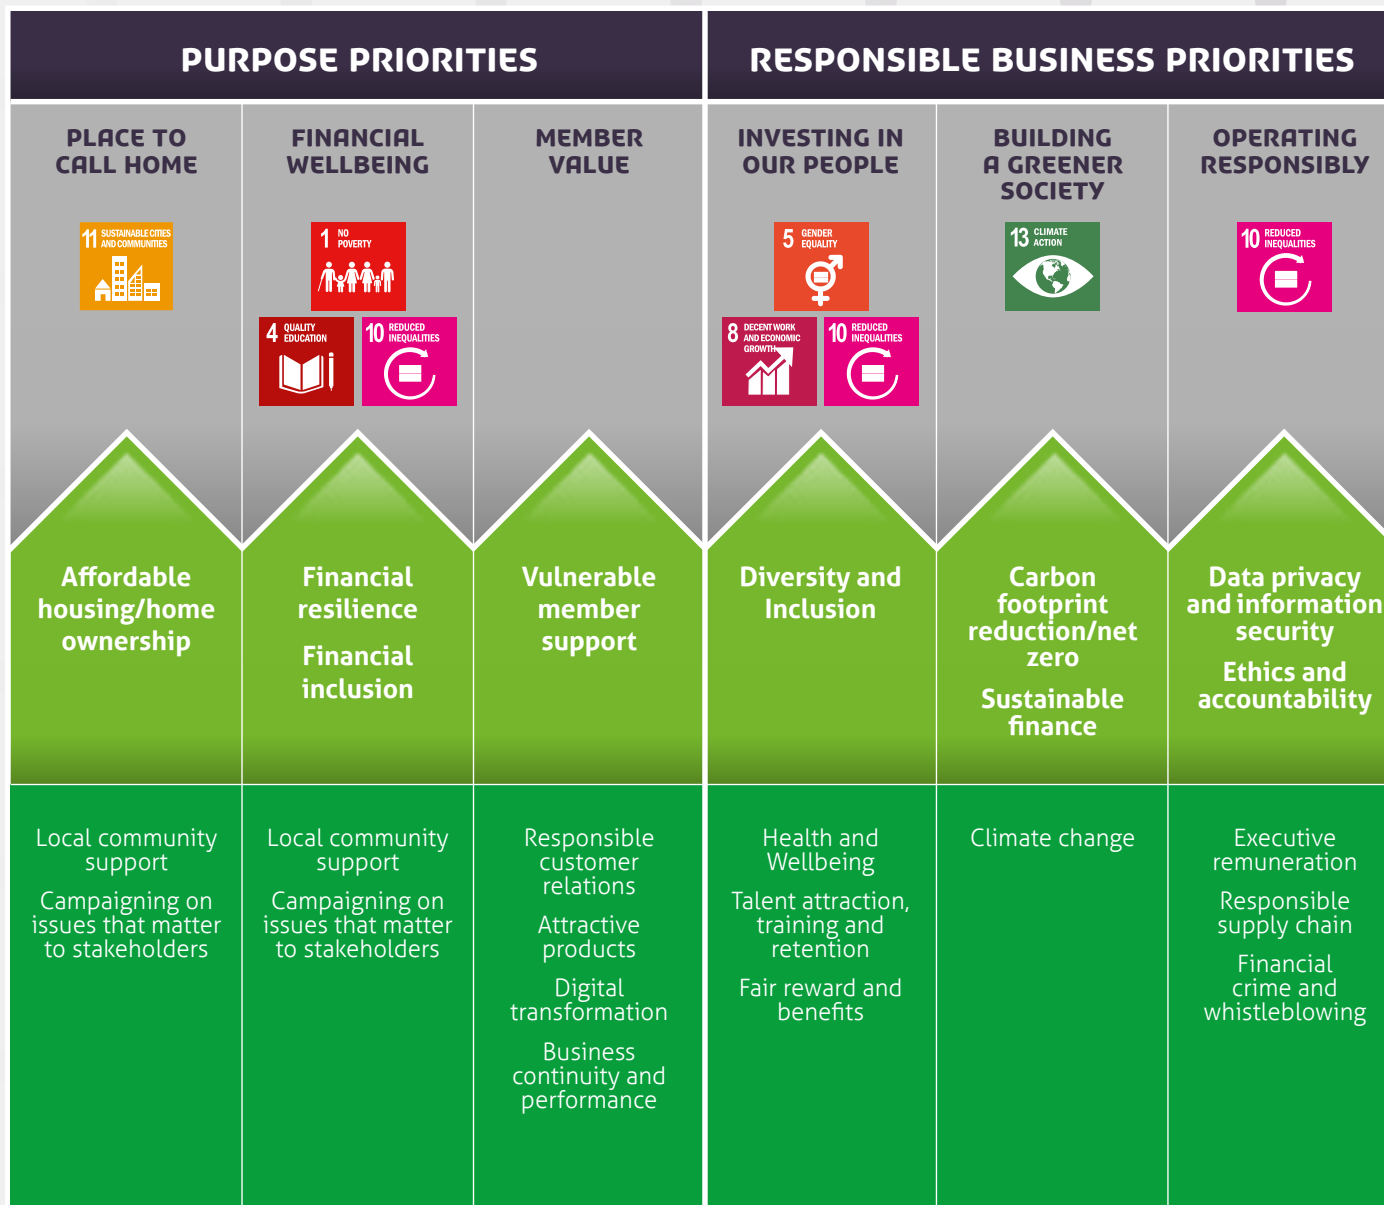 PURPOSE PRIORITIES
RESPONSIBLE BUSINESS PRIORITIES
PLACE TO
CALL HOME
11 SUSTAINABLE CITIES
AND COMMUNITIES
Affordable
housing/home
ownership
Local community
support
Campaigning on
issues that matter
to stakeholders
FINANCIAL
WELLBEING
1 NO
POVERTY
4 QUALITY
EDUCATION
10 REDUCED
INEQUALITIES
Financial
resilience
Financial
inclusion
Local community
support
Campaigning on
issues that matter
to stakeholders
MEMBER
VALUE
Vulnerable
member
support
Responsible
customer
relations
Attractive
products
Digital
transformation
Business
continuity and
performance
INVESTING IN
OUR PEOPLE
5 GENDER
EQUALITY
8 DECENT WORK
AND ECONOMIC
GROWTH
10 REDUCED
INEQUALITIES
Diversity and
Inclusion
Health and
Wellbeing
Talent attraction,
training and
retention
Fair reward and
benefits
BUILDING
A GREENER
SOCIETY
13 CLIMATE
ACTION
Carbon
footprint
reduction/net
zero
Sustainable
finance
Climate change
OPERATING
RESPONSIBLY
10 REDUCED
INEQUALITIES
Data privacy
and information
security
Ethics and
accountability
Executive
remuneration
Responsible
supply chain
Financial
crime and
whistleblowing